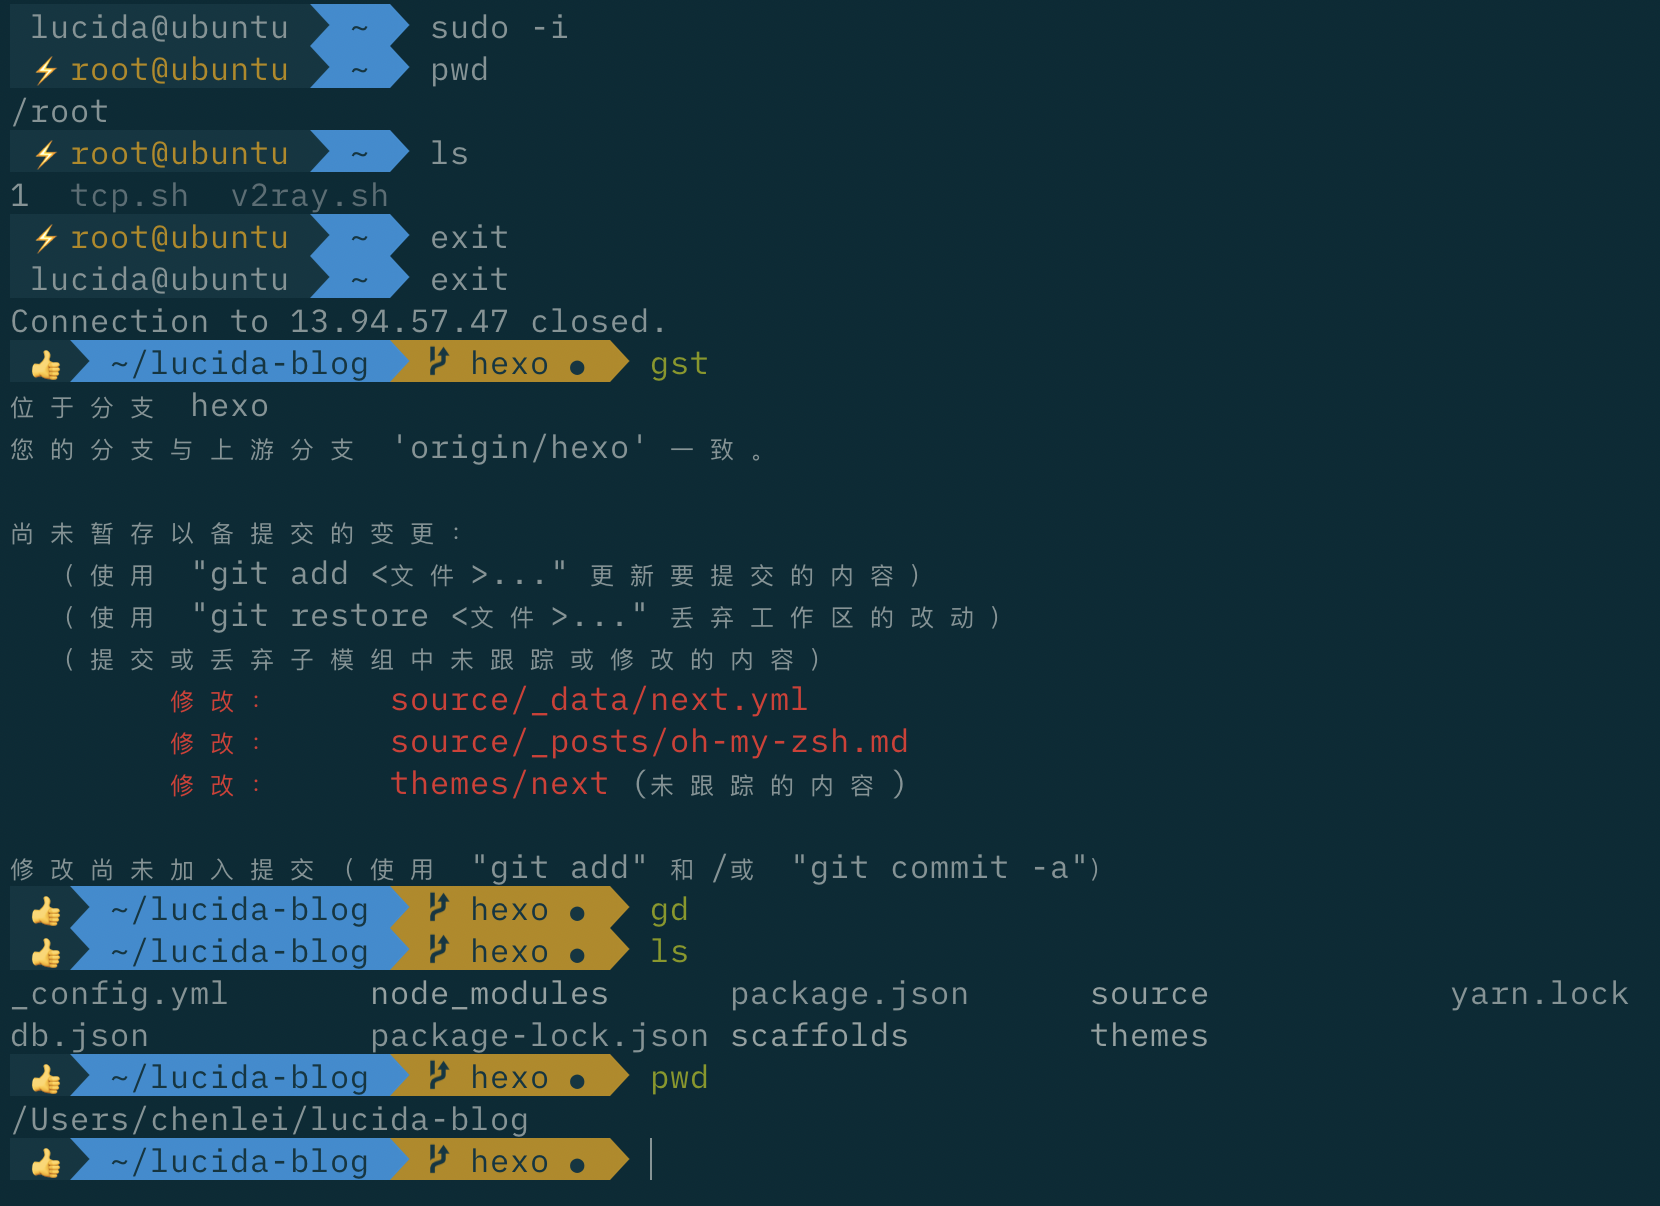 lucida@ubuntu ~ sudo -i
⚡ root@ubuntu ~ pwd
/root
⚡ root@ubuntu ~ ls
1 tcp.sh v2ray.sh
⚡ root@ubuntu ~ exit
lucida@ubuntu ~ exit
Connection to 13.94.57.47 closed.
👍 ~/lucida-blog hexo ● gst
位于分支 hexo
您的分支与上游分支 'origin/hexo' 一致。
尚未暂存以备提交的变更：
（使用 "git add <文件>..." 更新要提交的内容）
（使用 "git restore <文件>..." 丢弃工作区的改动）
（提交或丢弃子模组中未跟踪或修改的内容）
修改： source/_data/next.yml
修改： source/_posts/oh-my-zsh.md
修改： themes/next (未跟踪的内容)
修改尚未加入提交（使用 "git add" 和/或 "git commit -a"）
👍 ~/lucida-blog hexo ● gd
👍 ~/lucida-blog hexo ● ls
_config.yml node_modules package.json source yarn.lock
db.json package-lock.json scaffolds themes
👍 ~/lucida-blog hexo ● pwd
/Users/chenlei/lucida-blog
👍 ~/lucida-blog hexo ●